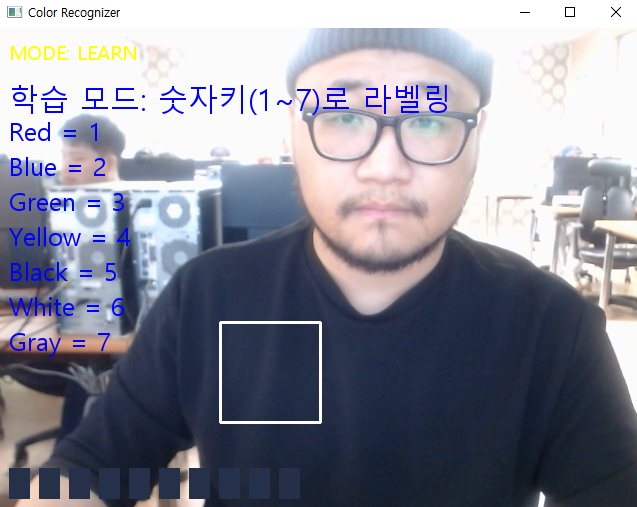 Color Recognizer
MODE: LEARN
학습 모드: 숫자키(1~7)로 라벨링
Red = 1
Blue = 2
Green = 3
Yellow = 4
Black = 5
White = 6
Gray = 7